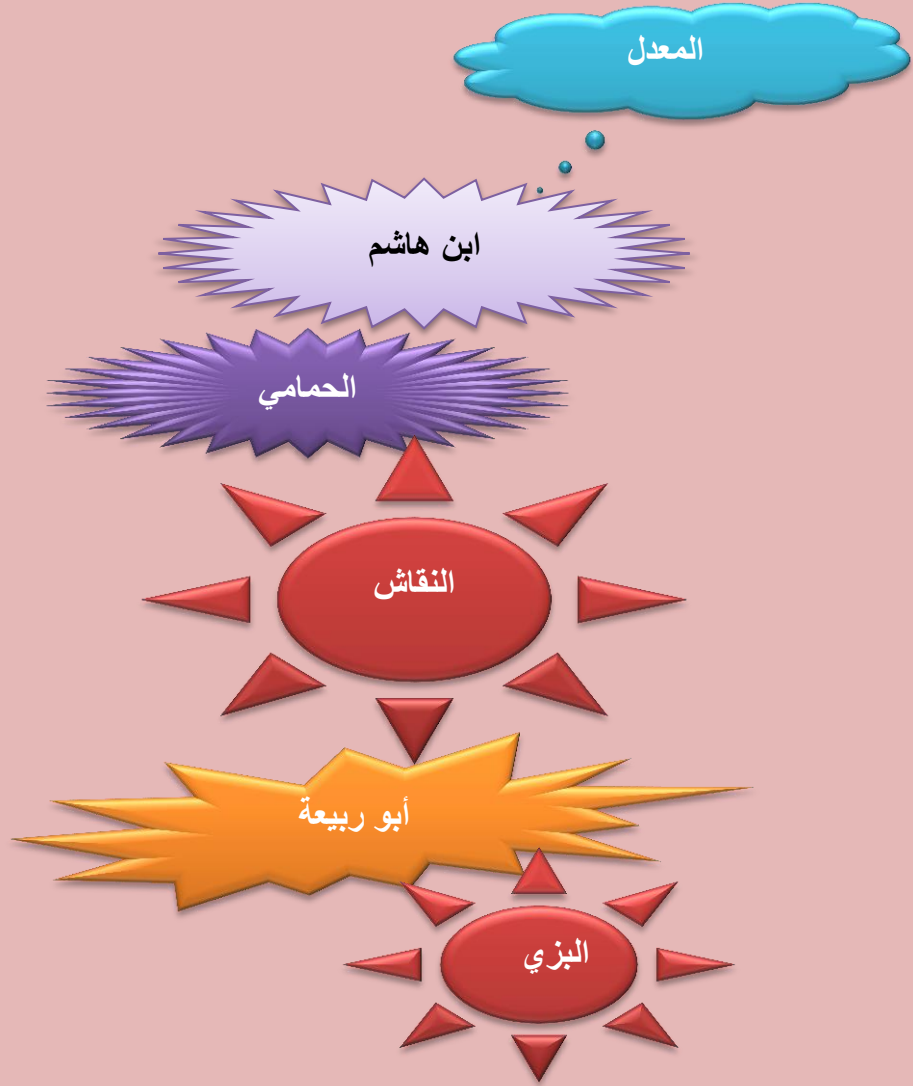 المعدل
ابن هاشم
الحمامي
النقاش
أبو ربيعة
البزي